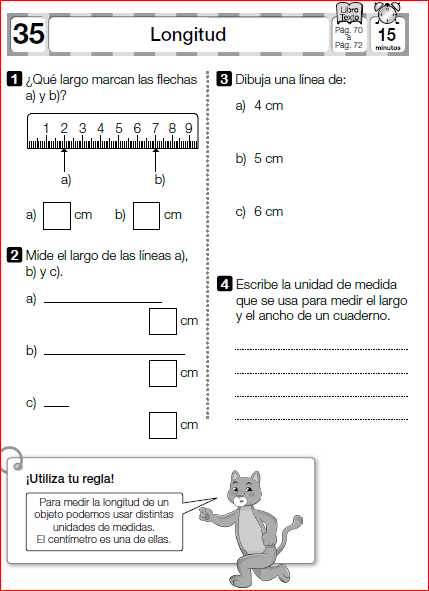 35
Longitud
Libro
Texto
Pág. 70
a
Pág. 72
15
minutos
1 ¿Qué largo marcan las flechas
a) y b)?
1 2 3 4 5 6 7 8 9
a) b)
a) cm b) cm
2 Mide el largo de las líneas a),
b) y c).
a)
cm
b)
cm
c)
cm
3 Dibuja una línea de:
a) 4 cm
b) 5 cm
c) 6 cm
4 Escribe la unidad de medida
que se usa para medir el largo
y el ancho de un cuaderno.
¡Utiliza tu regla!
Para medir la longitud de un
objeto podemos usar distintas
unidades de medidas.
El centímetro es una de ellas.